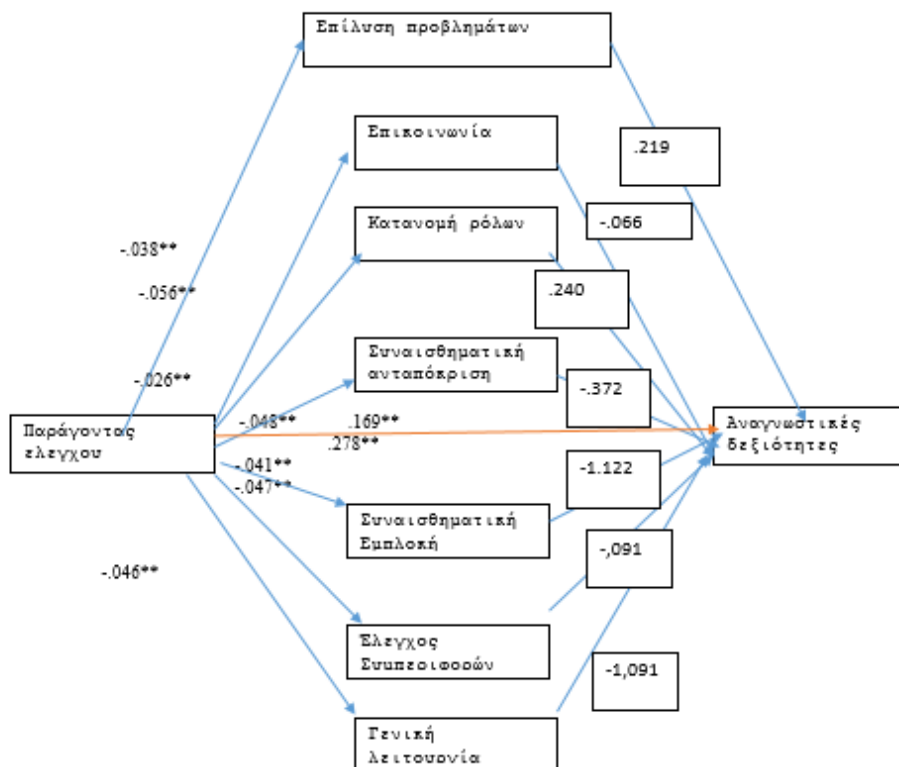 Επίλυση προβλημάτων
Επικοινωνία
.219
Κατανομή ρόλων
-.066
-.038**
-.056**
.240
Συναισθηματική
ανταπόκριση
-.026**
-.372
Παράγοντας
ελεγχου
-.048**
.169**
.278**
Αναγνωστικές
δεξιότητες
-.041**
-.047**
-1.122
Συναισθηματική
Εμπλοκή
-,091
-.046**
Έλεγχος
Συμπεριφορών
-1,091
Γενική
λειτουργία